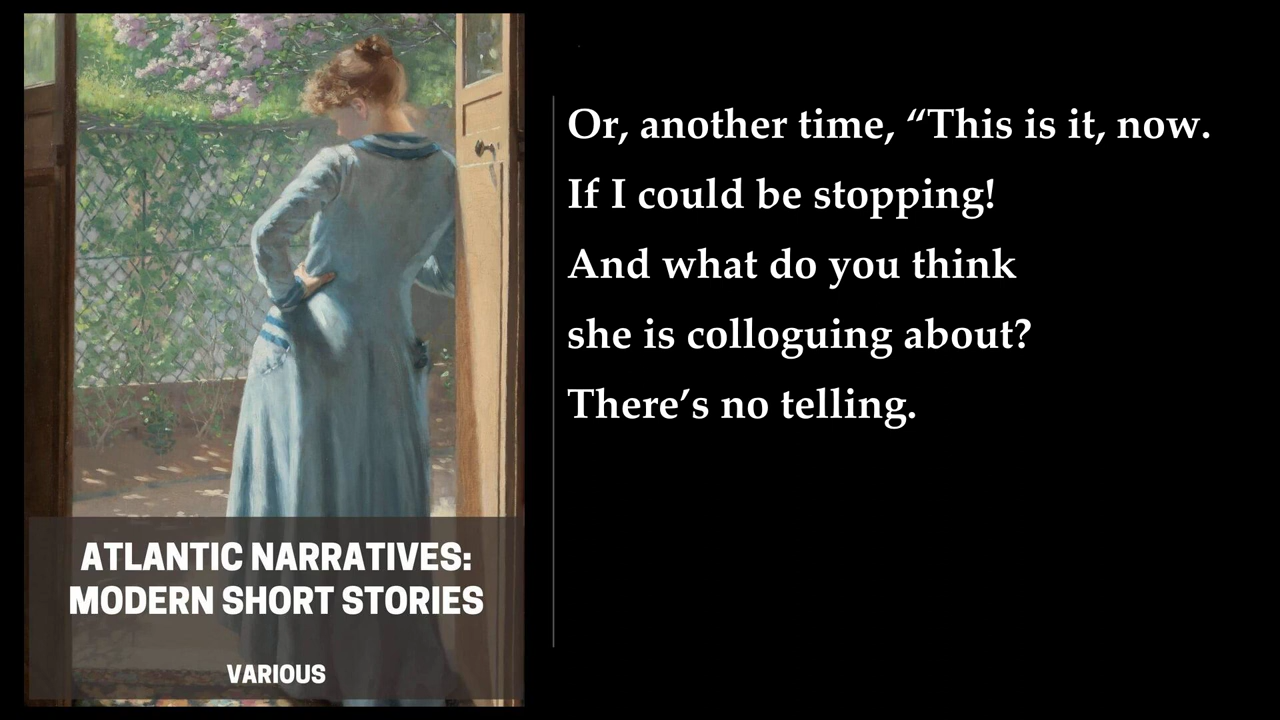 Or, another time, “This is it, now.
If I could be stopping!
And what do you think
she is colloguing about?
There’s no telling.
ATLANTIC NARRATIVES:
MODERN SHORT STORIES
VARIOUS